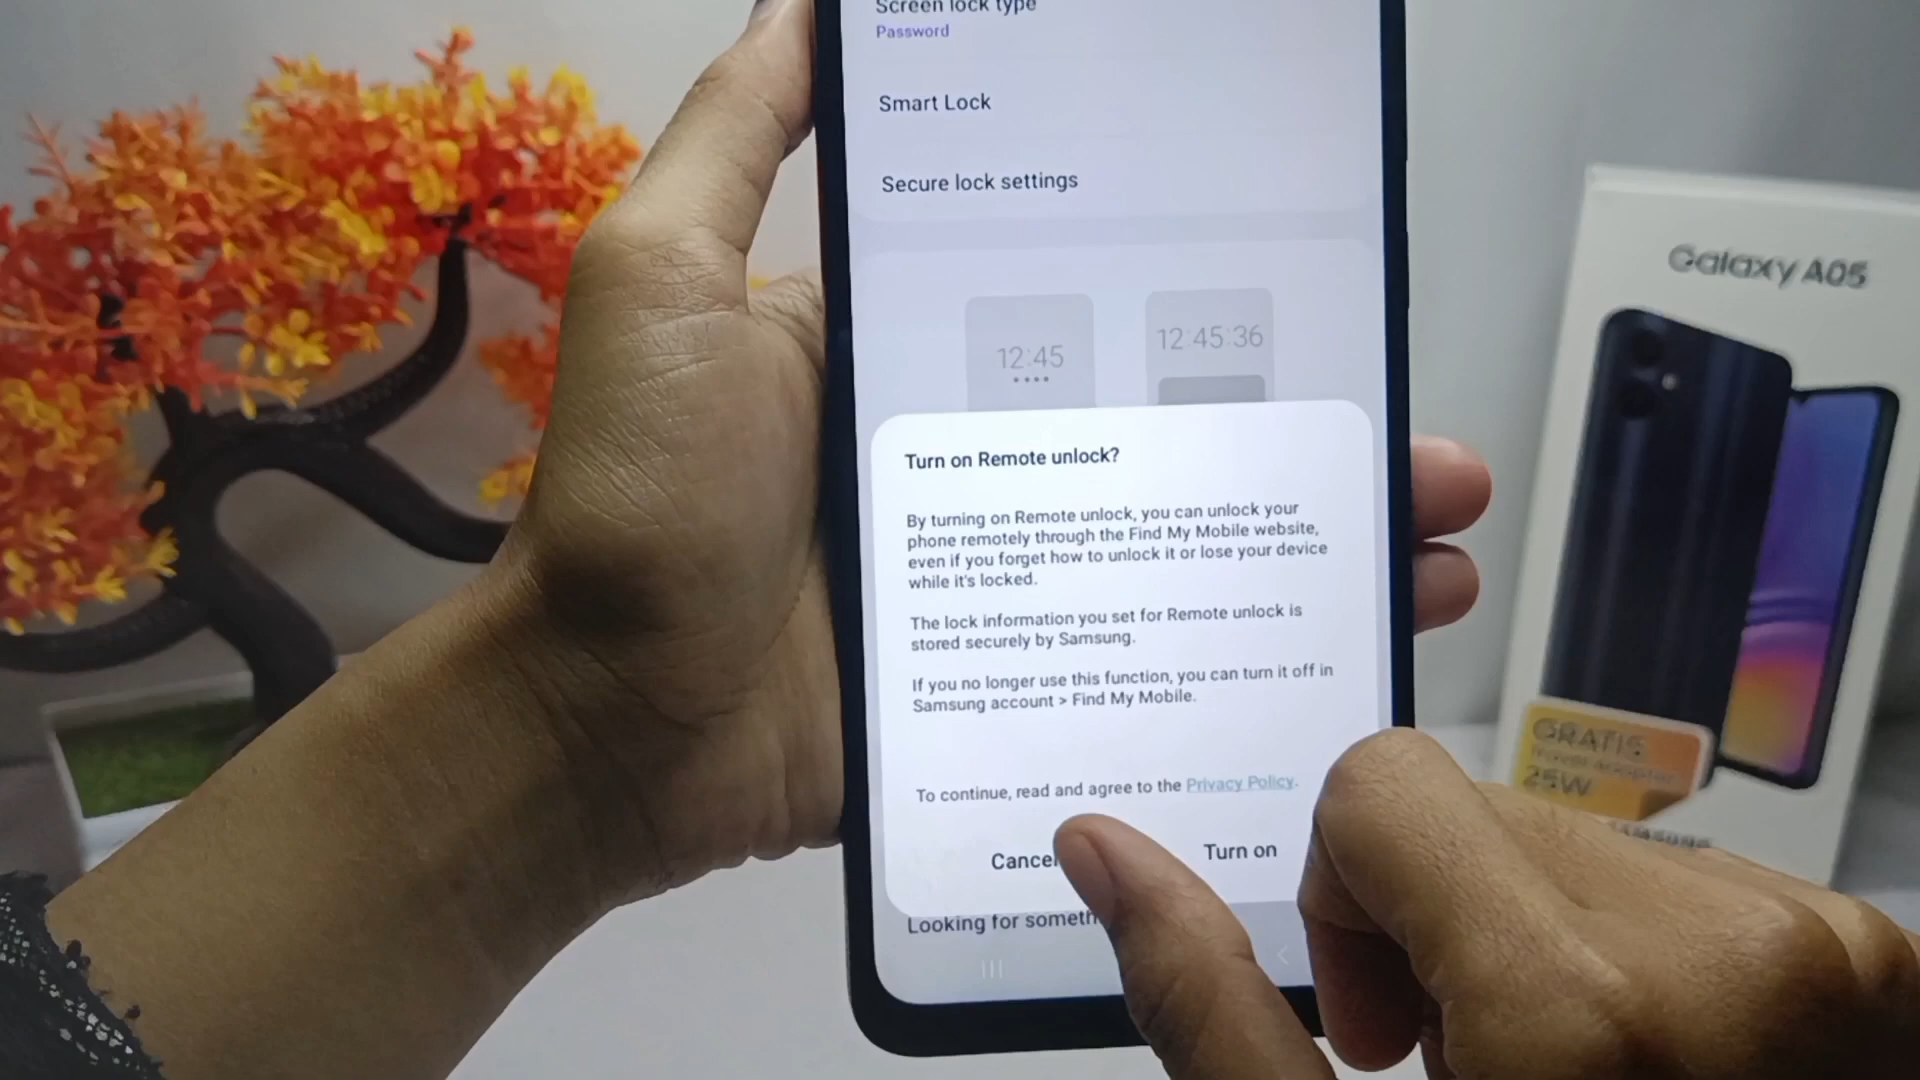 Screen lock type
Password
Smart Lock
Secure lock settings
12:45
12:45:36
Turn on Remote unlock?
By turning on Remote unlock, you can unlock your
phone remotely through the Find My Mobile website,
even if you forget how to unlock it or lose your device
while it's locked.
The lock information you set for Remote unlock is
stored securely by Samsung.
If you no longer use this function, you can turn it off in
Samsung account > Find My Mobile.
To continue, read and agree to the Privacy Policy.
Cancel
Turn on
Looking for someth
Galaxy A05
GRATIS
25W
SAMSUNG